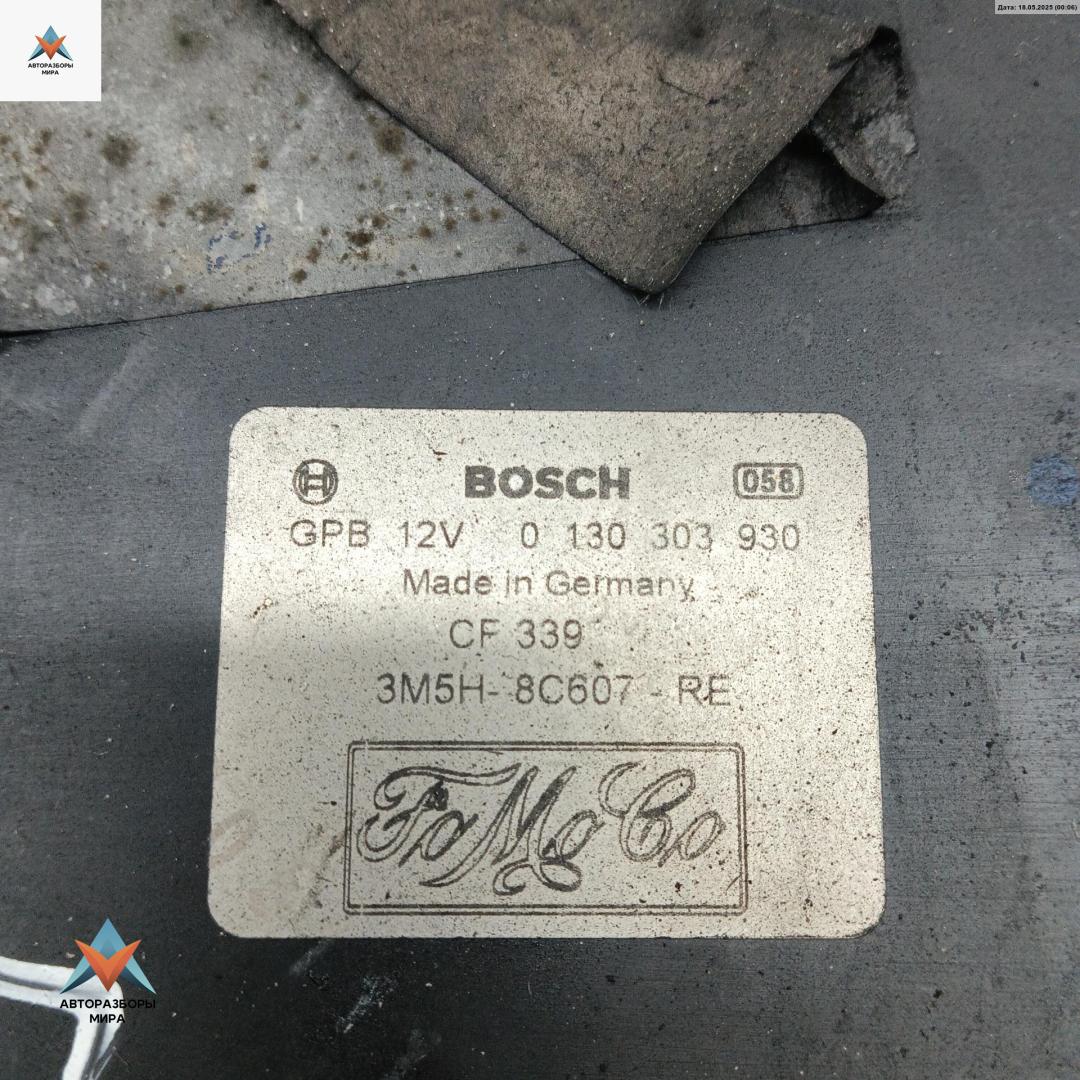 АВТОРАЗБОРЫ
МИРА
Дата: 18.05.2025 (00:06)
BOSCH 058
GPB 12V 0 130 303 930
Made in Germany
CF 339
3M5H- 8C607 - RE
FoMoCo
АВТОРАЗБОРЫ
МИРА